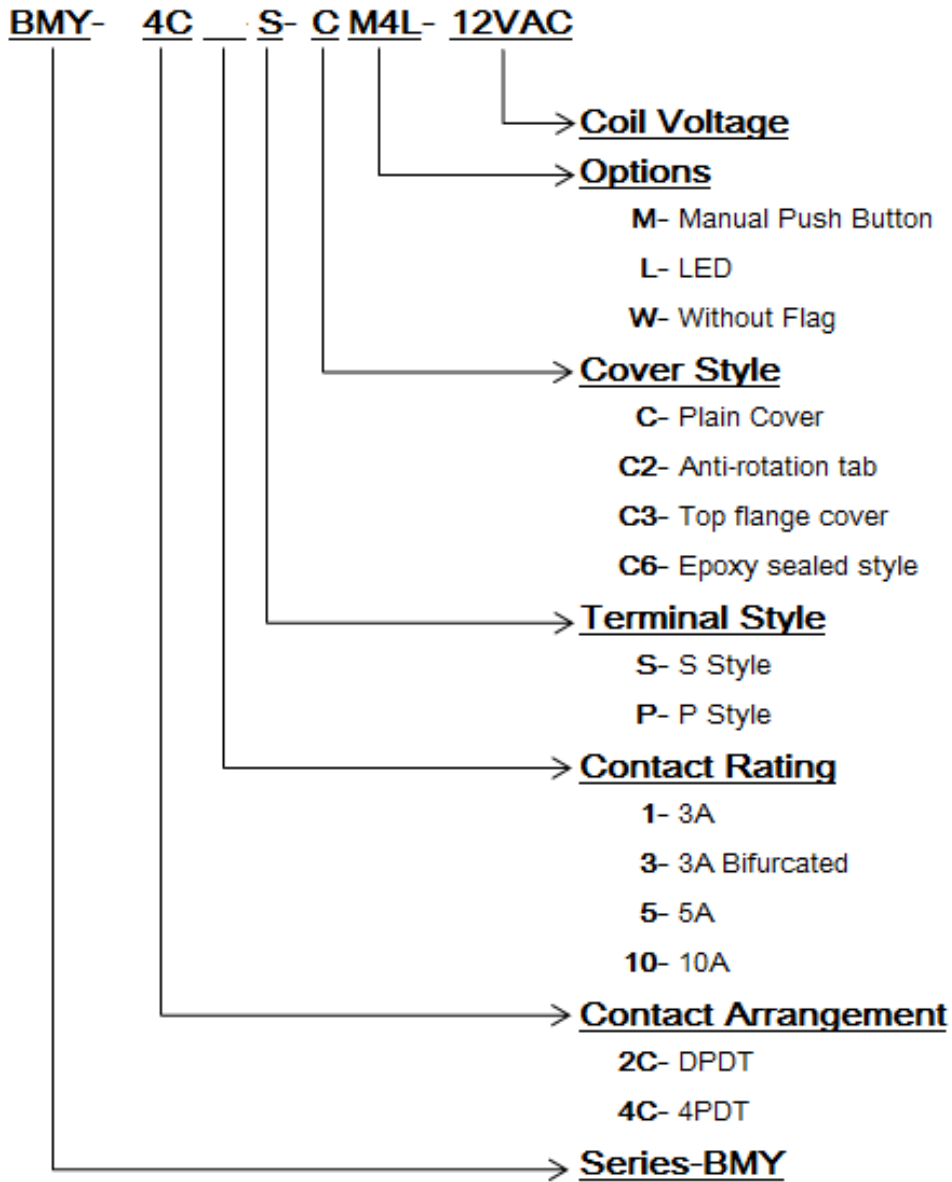 BMY- 4C __ S- C M4L- 12VAC
Coil Voltage
Options
M- Manual Push Button
L- LED
W- Without Flag
Cover Style
C- Plain Cover
C2- Anti-rotation tab
C3- Top flange cover
C6- Epoxy sealed style
Terminal Style
S- S Style
P- P Style
Contact Rating
1- 3A
3- 3A Bifurcated
5- 5A
10- 10A
Contact Arrangement
2C- DPDT
4C- 4PDT
Series-BMY